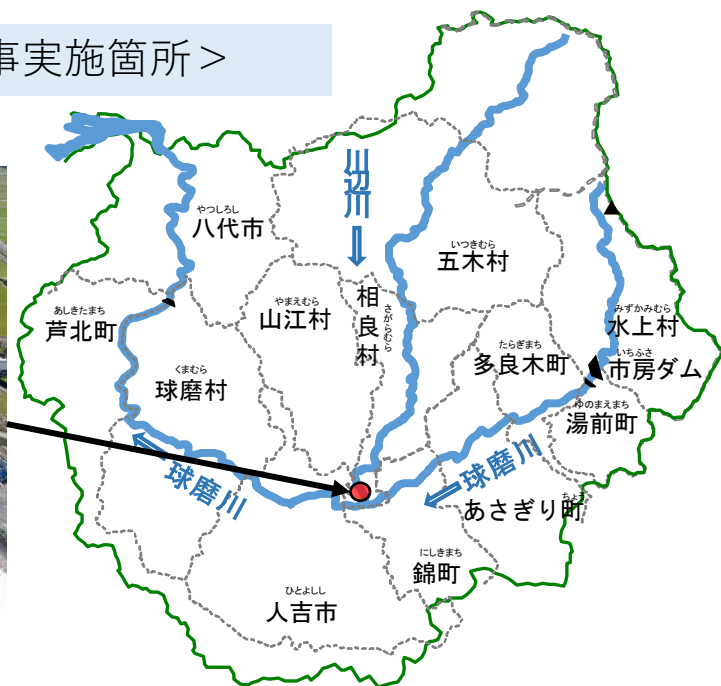 事実施箇所＞
川辺川⇒
やつしろし
八代市
いつきむら
五木村
あしきたまち
芦北町
やまえむら
山江村
相良村
さがらむら
みずかみむら
水上村
くまむら
球磨村
たらぎまち
多良木町
いちふさ
市房ダム
ゆのまえまち
湯前町
⇐球磨川
⇐球磨川
ちょう
あさぎり町
にしきまち
錦町
ひとよしし
人吉市